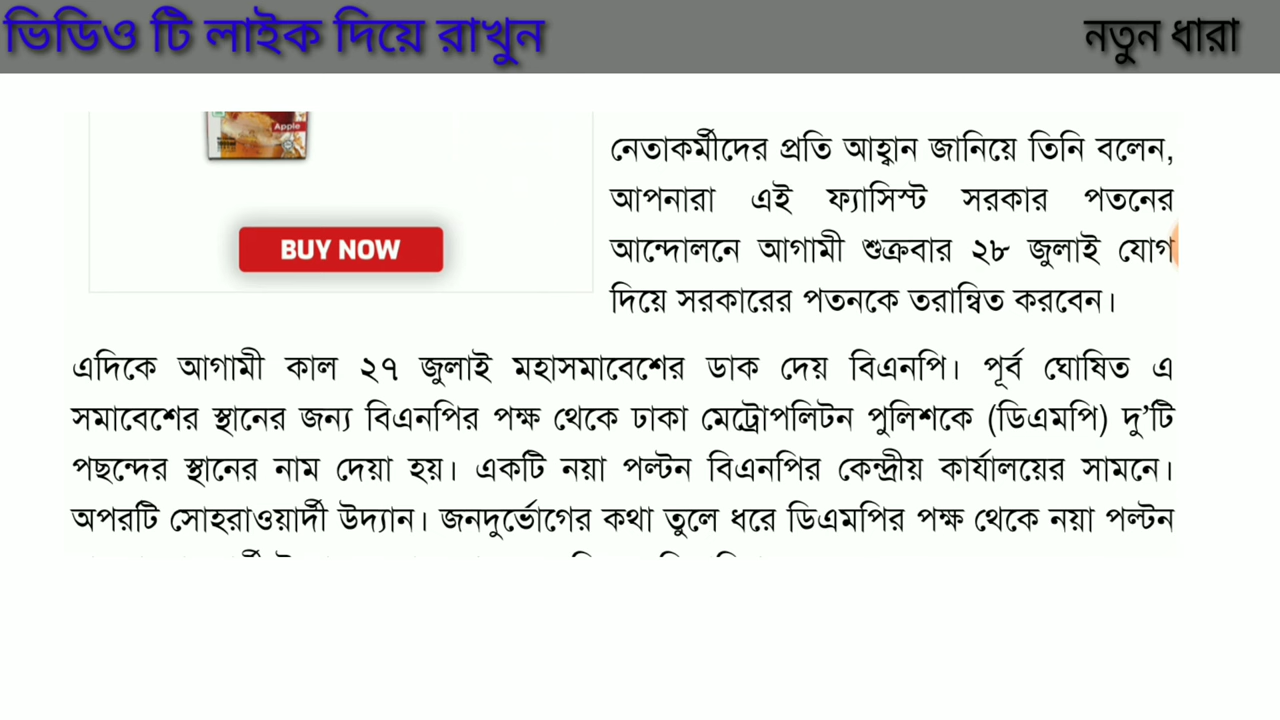 ভিডিও টি লাইক দিয়ে রাখুন
নতুন ধারা
Apple
BUY NOW
নেতাকর্মীদের প্রতি আহ্বান জানিয়ে তিনি বলেন,
আপনারা এই ফ্যাসিস্ট সরকার পতনের
আন্দোলনে আগামী শুক্রবার ২৮ জুলাই যোগ
দিয়ে সরকারের পতনকে তরান্বিত করবেন।
এদিকে আগামী কাল ২৭ জুলাই মহাসমাবেশের ডাক দেয় বিএনপি। পূর্ব ঘোষিত এ
সমাবেশের স্থানের জন্য বিএনপির পক্ষ থেকে ঢাকা মেট্রোপলিটন পুলিশকে (ডিএমপি) দু’টি
পছন্দের স্থানের নাম দেয়া হয়। একটি নয়া পল্টন বিএনপির কেন্দ্রীয় কার্যালয়ের সামনে।
অপরটি সোহরাওয়ার্দী উদ্যান। জনদুর্ভোগের কথা তুলে ধরে ডিএমপির পক্ষ থেকে নয়া পল্টন